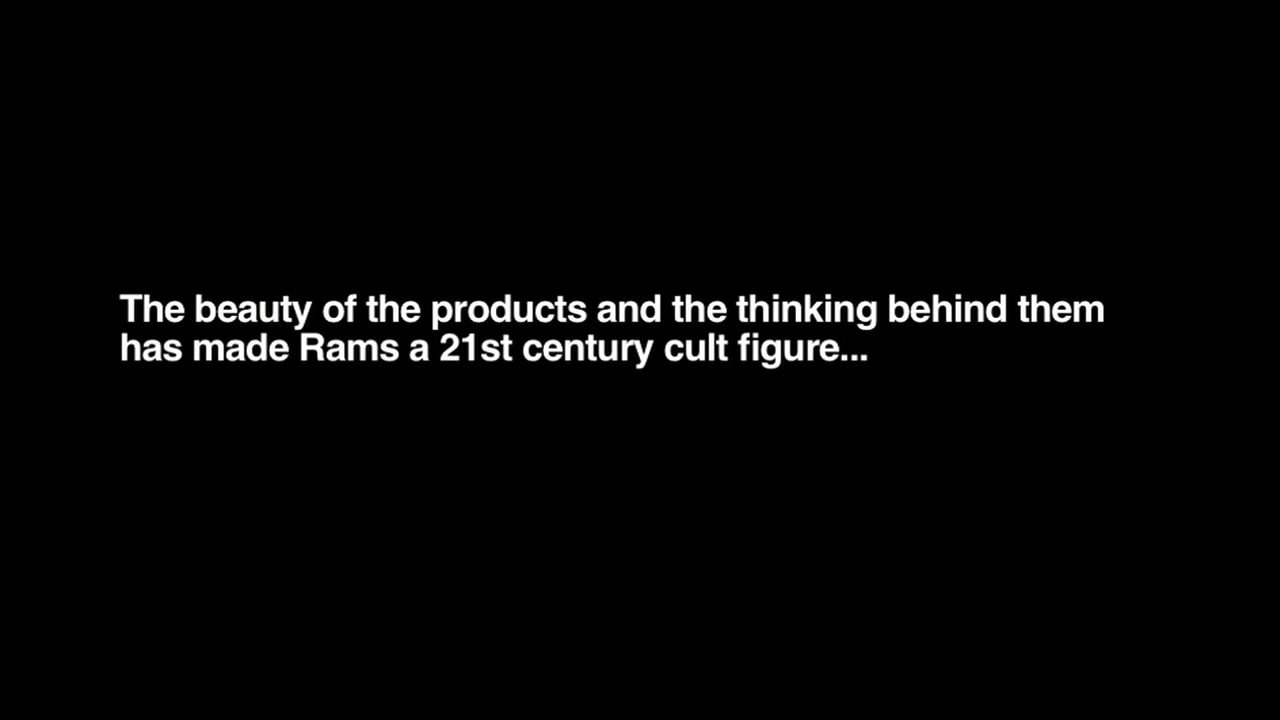 The beauty of the products and the thinking behind them
has made Rams a 21st century cult figure...